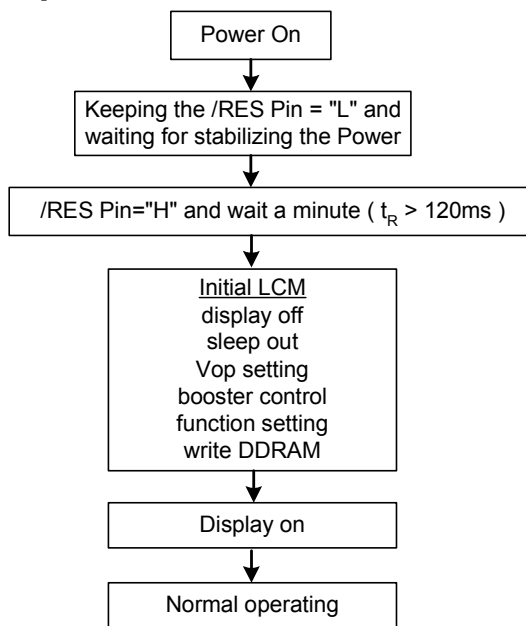 Power On
Keeping the /RES Pin = "L" and
waiting for stabilizing the Power
/RES Pin="H" and wait a minute ( tR > 120ms )
Initial LCM
display off
sleep out
Vop setting
booster control
function setting
write DDRAM
Display on
Normal operating